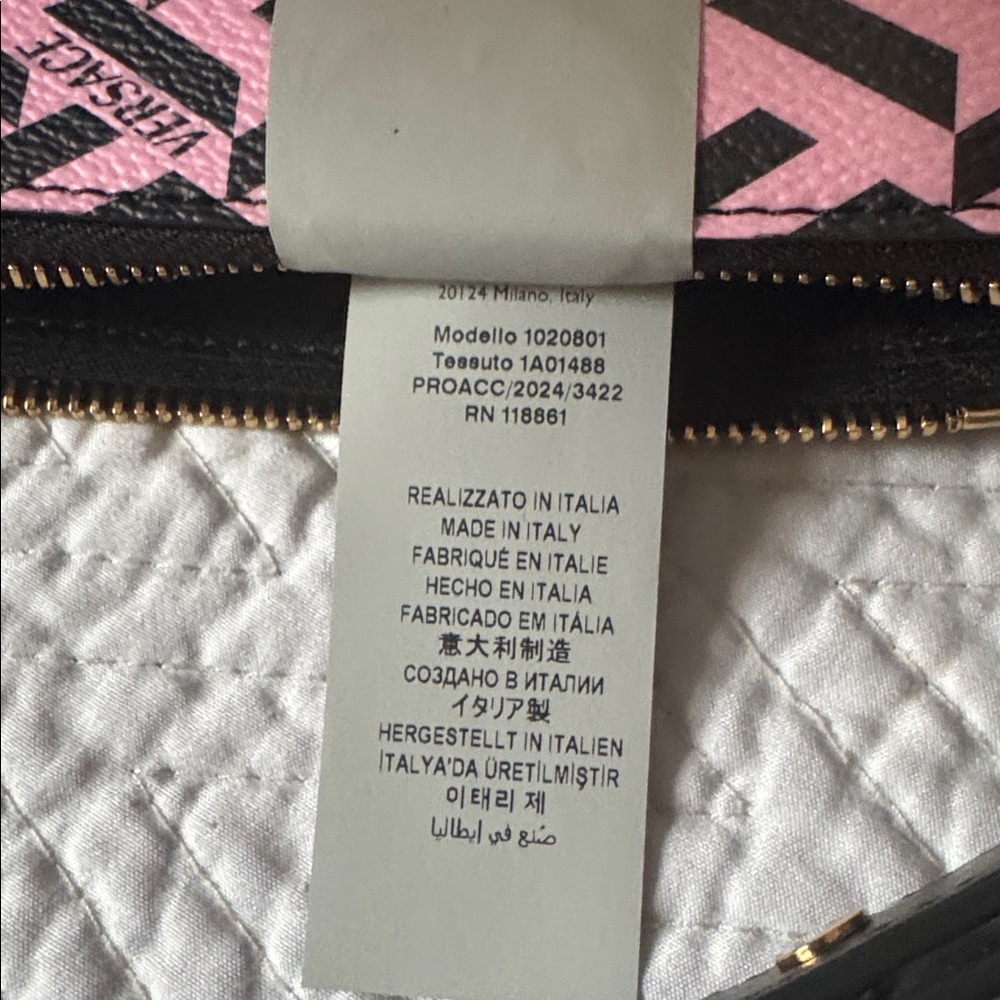 VERSACE
20124 Milano, Italy
Modello 1020801
Tessuto 1A01488
PROACC/2024/3422
RN 118861
REALIZZATO IN ITALIA
MADE IN ITALY
FABRIQUÉ EN ITALIE
HECHO EN ITALIA
FABRICADO EM ITÁLIA
意大利制造
СОЗДАНО В ИТАЛИИ
イタリア製
HERGESTELLT IN ITALIEN
İTALYA'DA ÜRETİLMİŞTİR
이태리 제
صُنع في إيطاليا